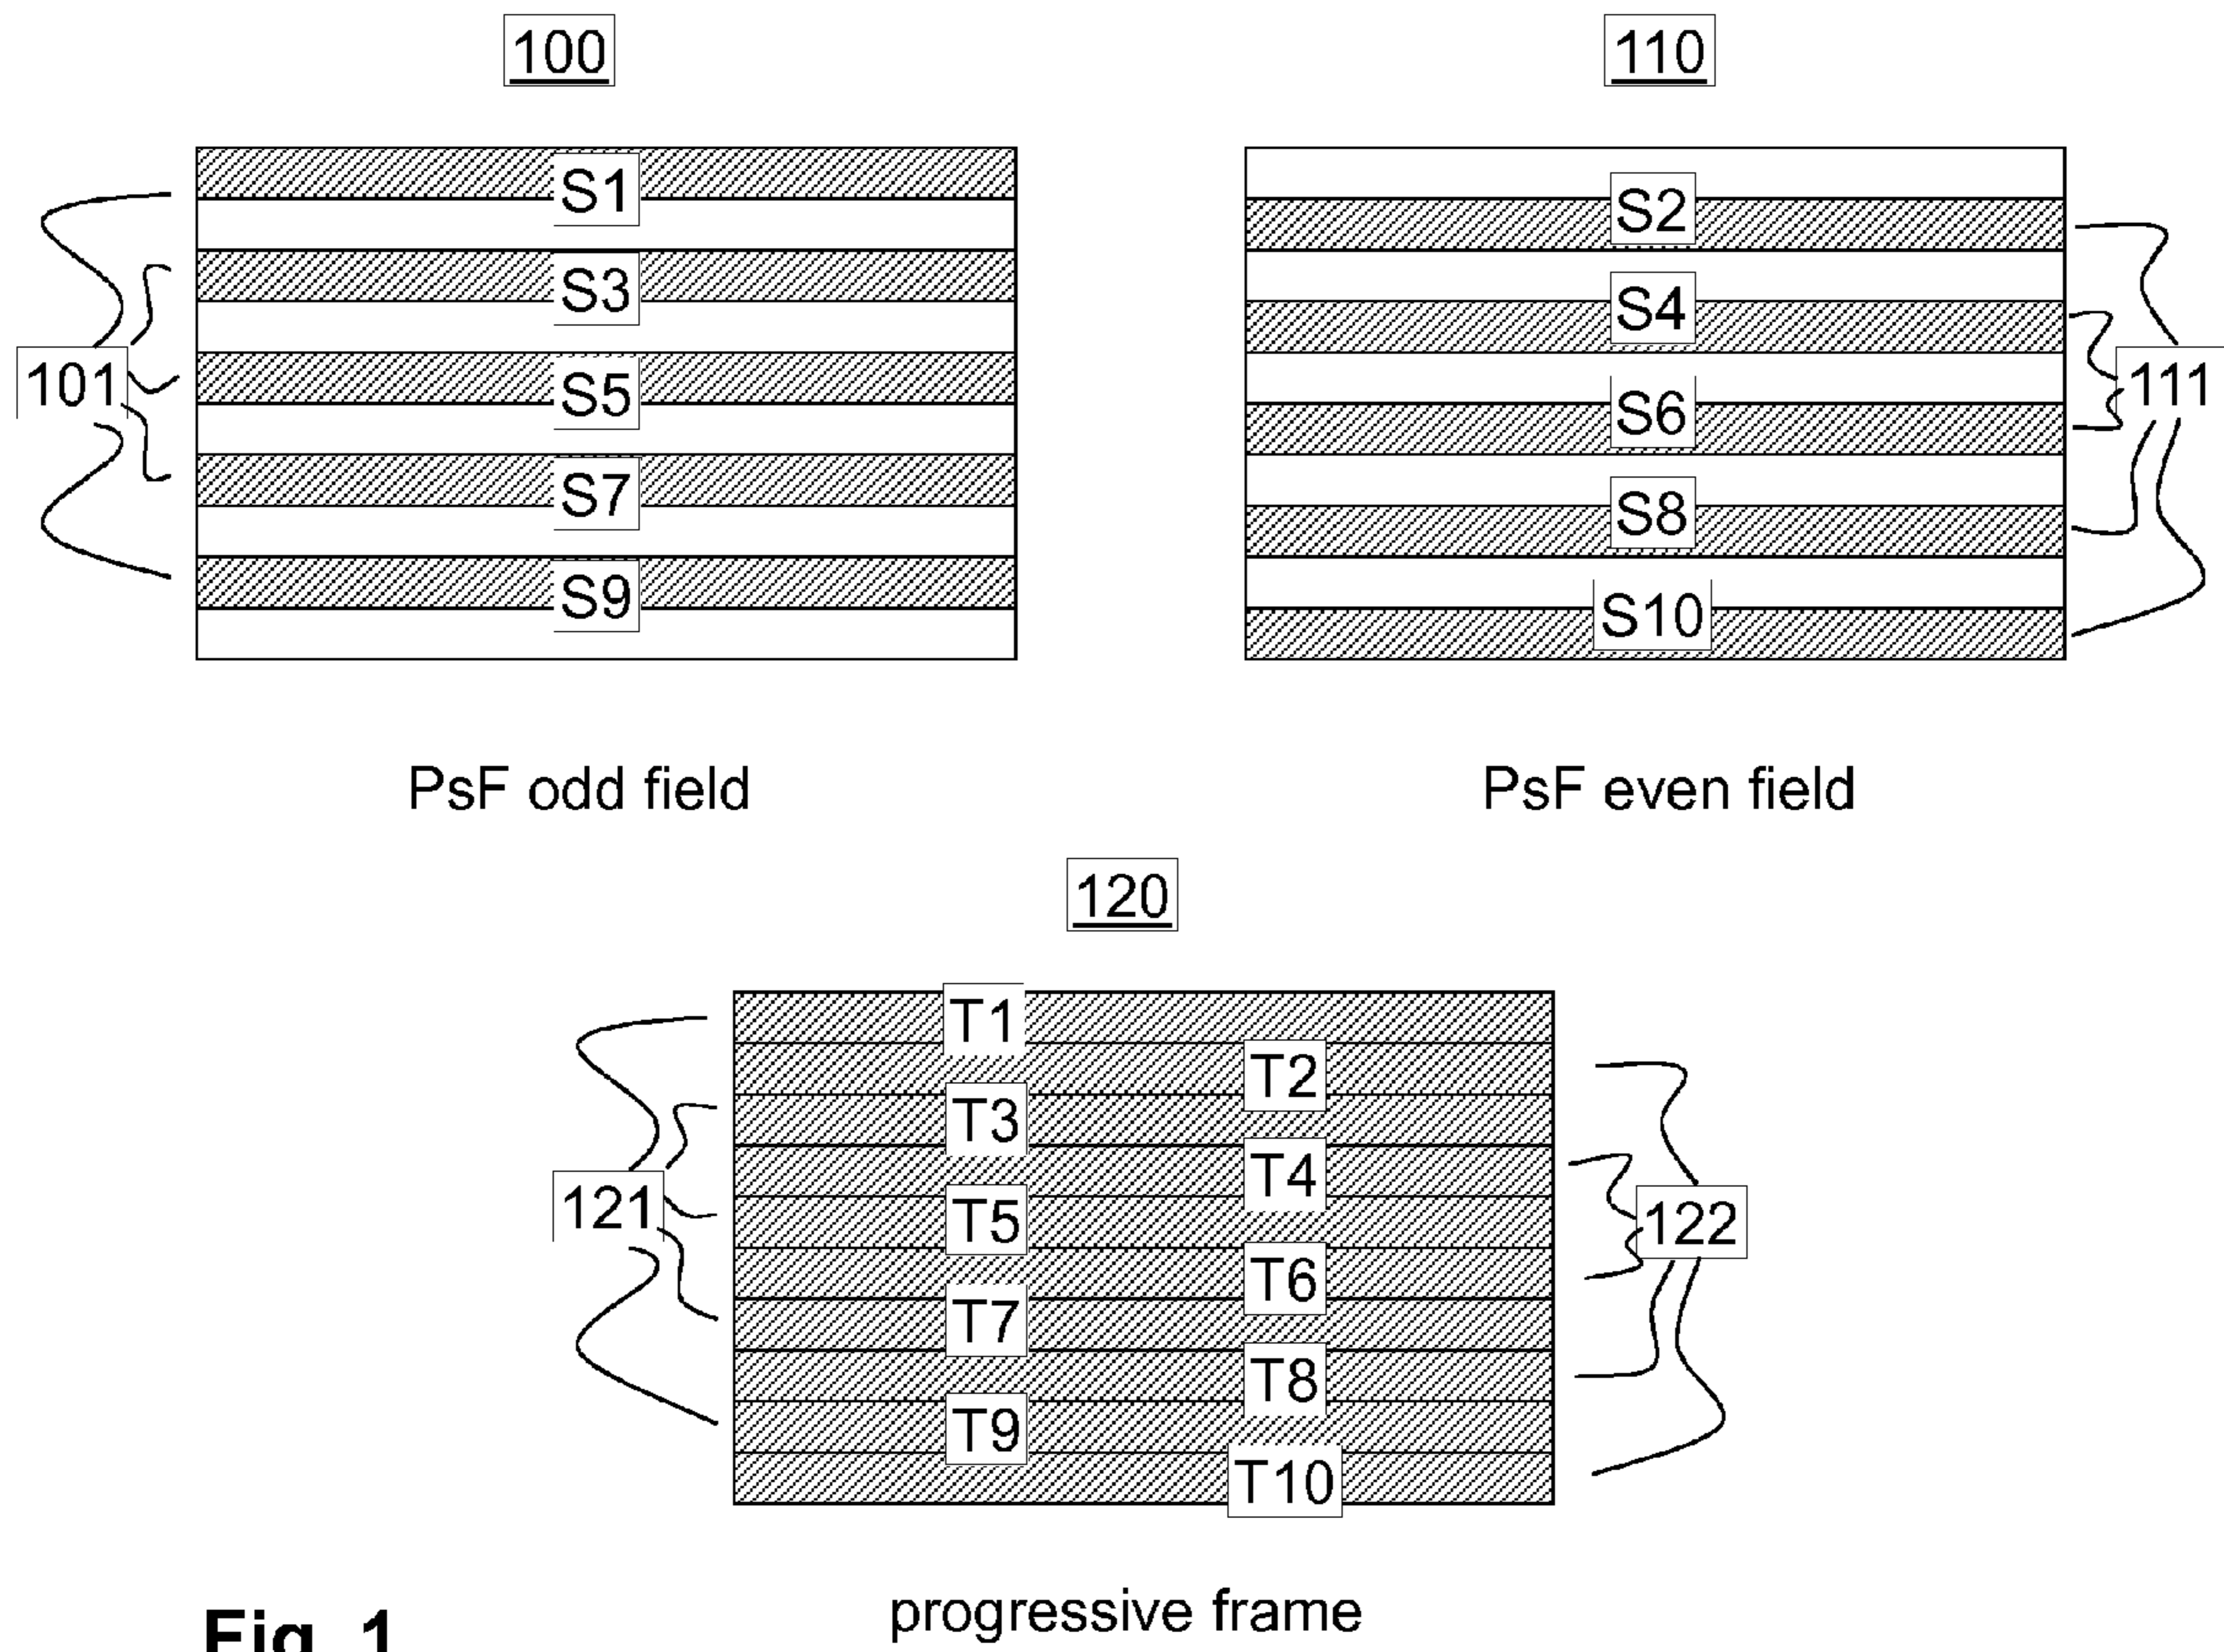 100
S1
S3
S5
S7
S9
101
PsF odd field
110
S2
S4
S6
S8
S10
111
PsF even field
120
T1
T2
T3
T4
T5
T6
T7
T8
T9
T10
121
122
progressive frame
Fig. 1